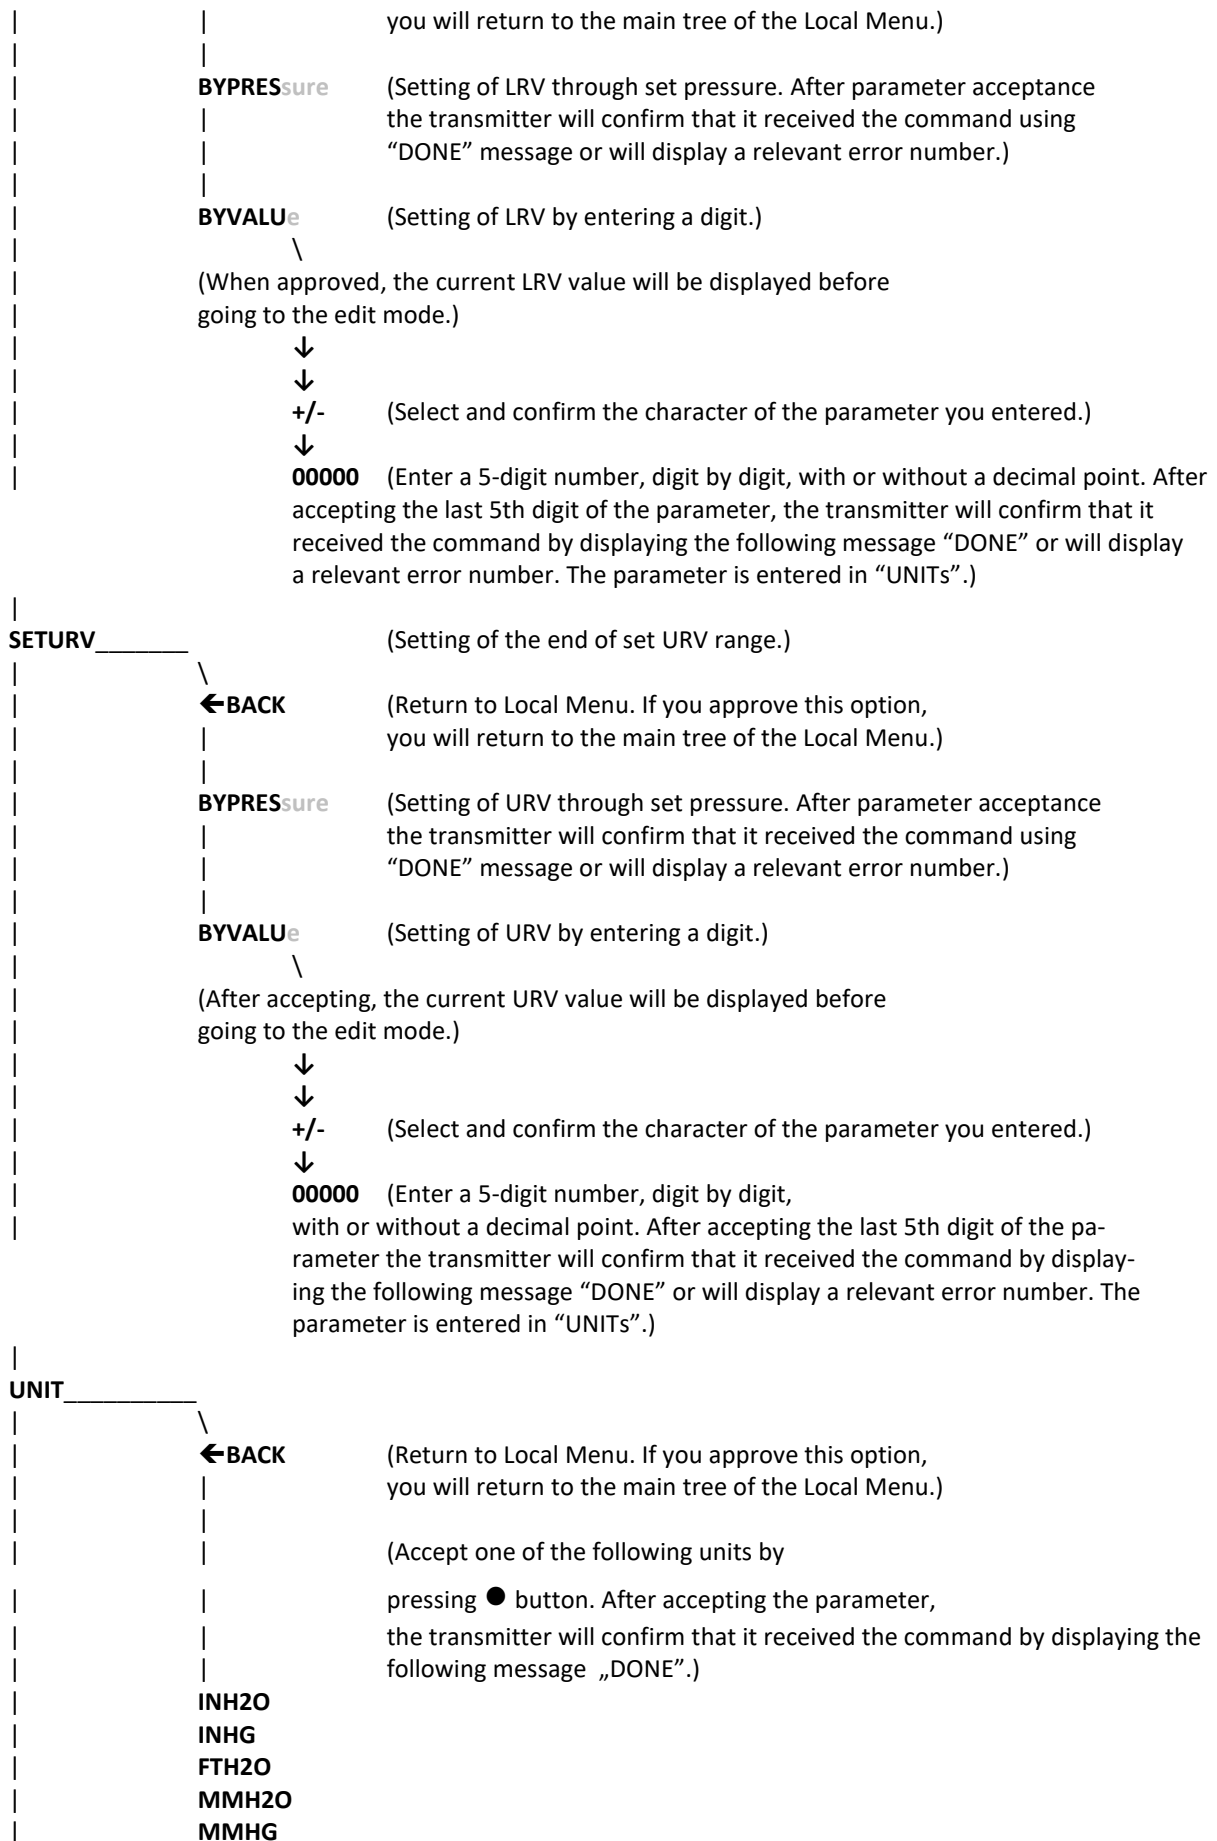 | | you will return to the main tree of the Local Menu.)
| |
| BYPRESsure (Setting of LRV through set pressure. After parameter acceptance
| | the transmitter will confirm that it received the command using
| | “DONE” message or will display a relevant error number.)
| |
| BYVALUe (Setting of LRV by entering a digit.)
| \
| (When approved, the current LRV value will be displayed before
| going to the edit mode.)
| ↓
| ↓
| +/- (Select and confirm the character of the parameter you entered.)
| ↓
| 00000 (Enter a 5-digit number, digit by digit, with or without a decimal point. After
accepting the last 5th digit of the parameter, the transmitter will confirm that it
received the command by displaying the following message “DONE” or will display
a relevant error number. The parameter is entered in “UNITs”.)
|
SETURV_______ (Setting of the end of set URV range.)
| \
| ←BACK (Return to Local Menu. If you approve this option,
| | you will return to the main tree of the Local Menu.)
| |
| BYPRESsure (Setting of URV through set pressure. After parameter acceptance
| | the transmitter will confirm that it received the command using
| | “DONE” message or will display a relevant error number.)
| |
| BYVALUe (Setting of URV by entering a digit.)
| \
| (After accepting, the current URV value will be displayed before
| going to the edit mode.)
| ↓
| ↓
| +/- (Select and confirm the character of the parameter you entered.)
| ↓
| 00000 (Enter a 5-digit number, digit by digit,
| with or without a decimal point. After accepting the last 5th digit of the pa-
rameter the transmitter will confirm that it received the command by display-
ing the following message “DONE” or will display a relevant error number. The
parameter is entered in “UNITs”.)
|
UNIT__________
| \
| ←BACK (Return to Local Menu. If you approve this option,
| | you will return to the main tree of the Local Menu.)
| |
| | (Accept one of the following units by
| | pressing ● button. After accepting the parameter,
| | the transmitter will confirm that it received the command by displaying the
| | following message „DONE”.)
| INH2O
| INHG
| FTH2O
| MMH2O
| MMHG